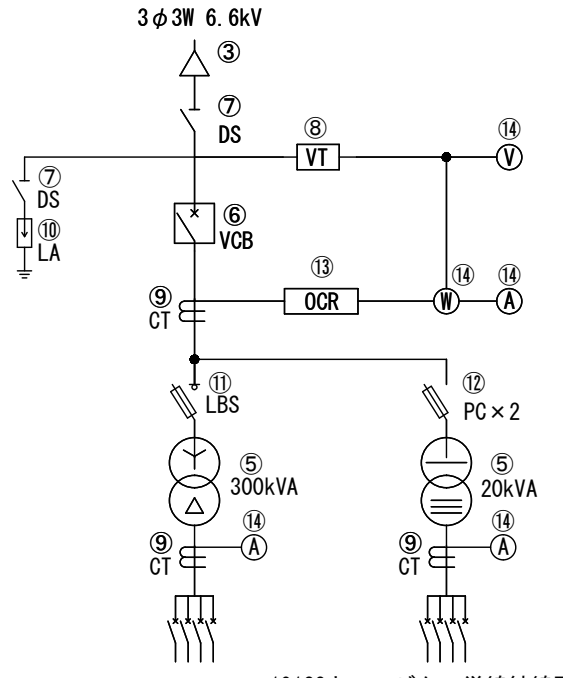 3φ3W 6.6kV
③
⑦
DS
⑧
VT
⑭
V
⑦
DS
⑩
LA
⑥
VCB
⑬
OCR
⑭
W
⑭
A
⑨
CT
⑪
LBS
⑫
PC×2
⑤
300kVA
⑤
20kVA
⑨
CT
⑭
A
⑨
CT
⑭
A